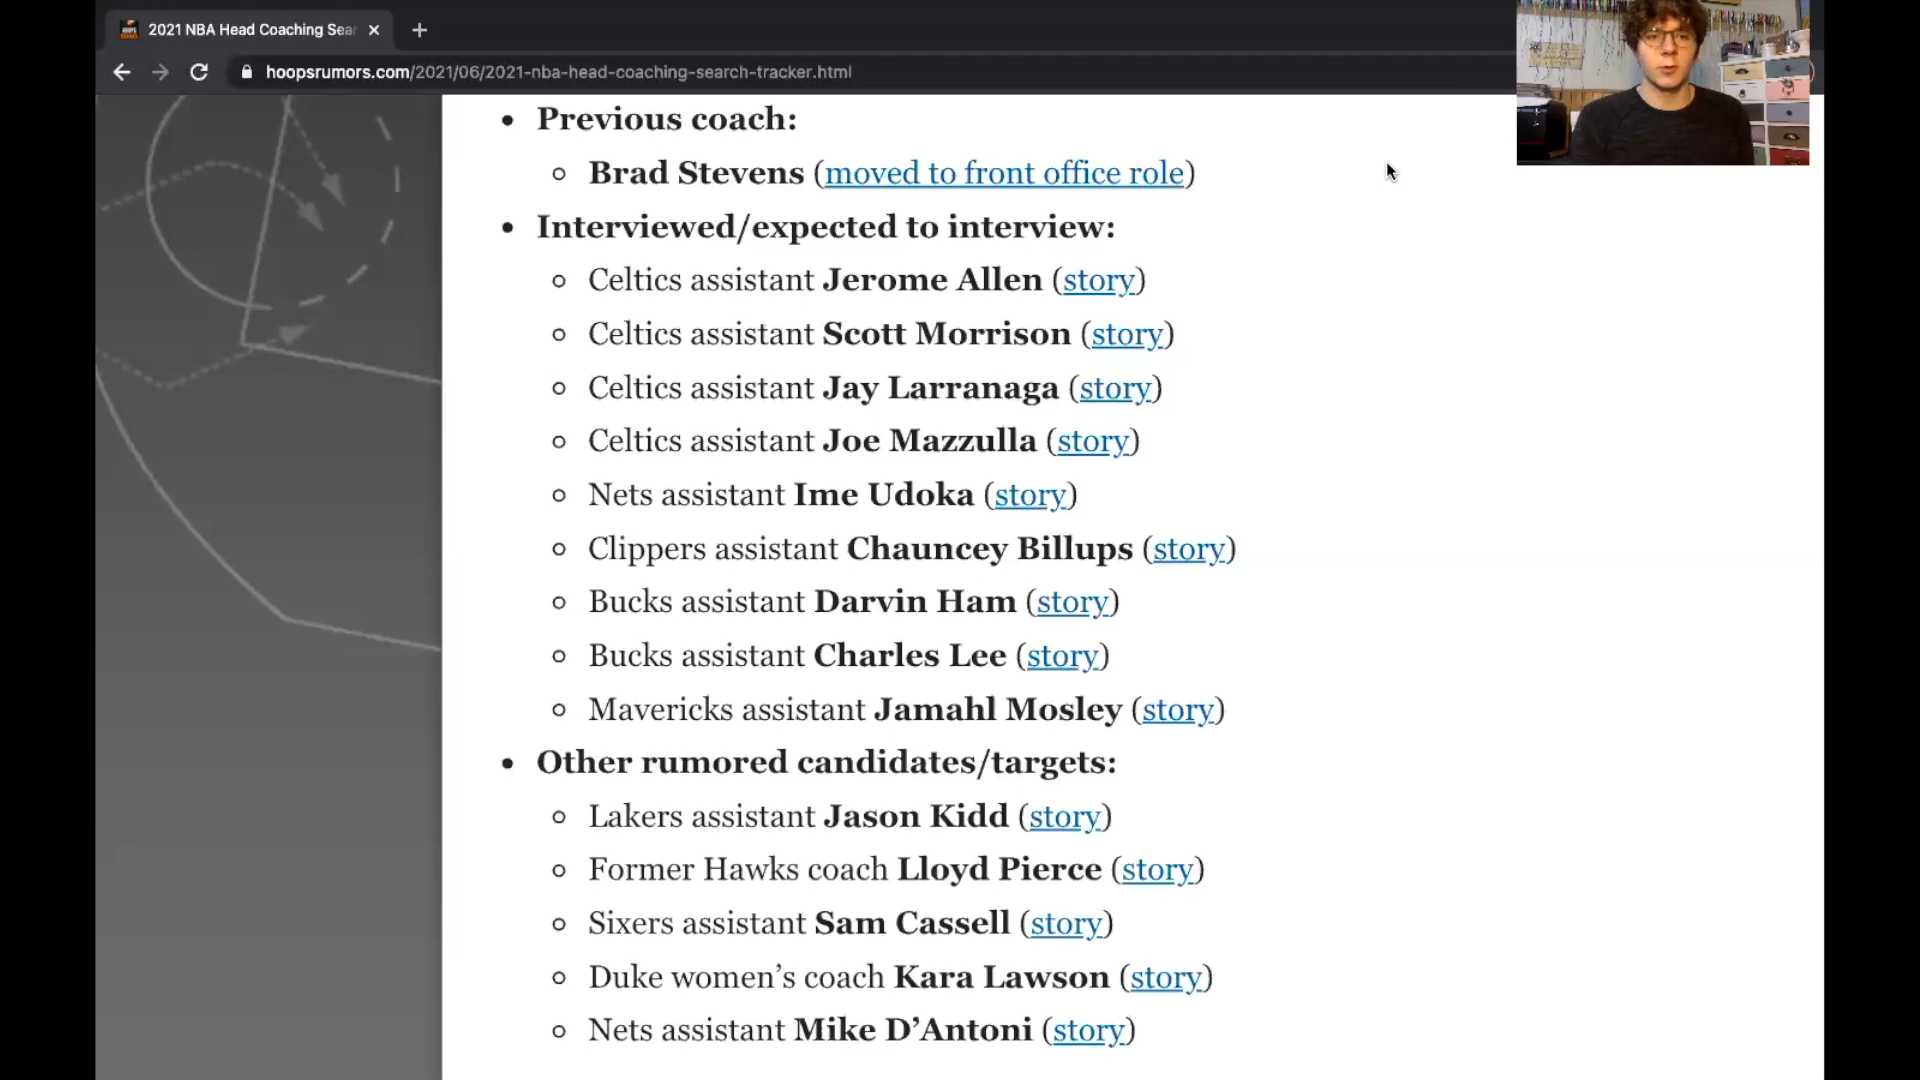 2021 NBA Head Coaching Sear
hoopsrumors.com/2021/06/2021-nba-head-coaching-search-tracker.html
Previous coach:
Brad Stevens (moved to front office role)
Interviewed/expected to interview:
Celtics assistant Jerome Allen (story)
Celtics assistant Scott Morrison (story)
Celtics assistant Jay Larranaga (story)
Celtics assistant Joe Mazzulla (story)
Nets assistant Ime Udoka (story)
Clippers assistant Chauncey Billups (story)
Bucks assistant Darvin Ham (story)
Bucks assistant Charles Lee (story)
Mavericks assistant Jamahl Mosley (story)
Other rumored candidates/targets:
Lakers assistant Jason Kidd (story)
Former Hawks coach Lloyd Pierce (story)
Sixers assistant Sam Cassell (story)
Duke women’s coach Kara Lawson (story)
Nets assistant Mike D’Antoni (story)